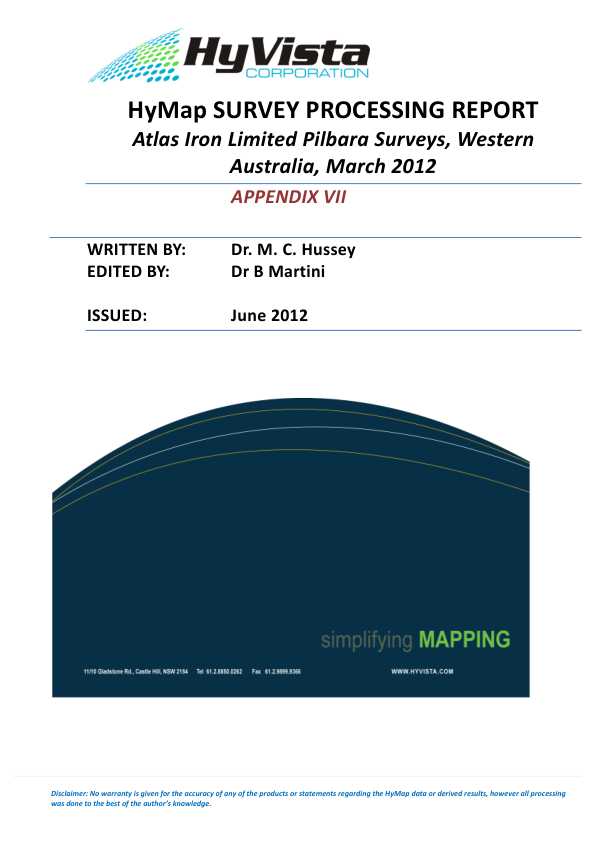 HyVista
CORPORATION
HyMap SURVEY PROCESSING REPORT
Atlas Iron Limited Pilbara Surveys, Western
Australia, March 2012
APPENDIX VII
WRITTEN BY: Dr. M. C. Hussey
EDITED BY: Dr B Martini
ISSUED: June 2012
simplifying MAPPING
11/10 Gladstone Rd., Castle Hill, NSW 2154 Tel 61.2.8850.0262 Fax 61.2.9899.9366 WWW.HYVISTA.COM
Disclaimer: No warranty is given for the accuracy of any of the products or statements regarding the HyMap data or derived results, however all processing
was done to the best of the author's knowledge.